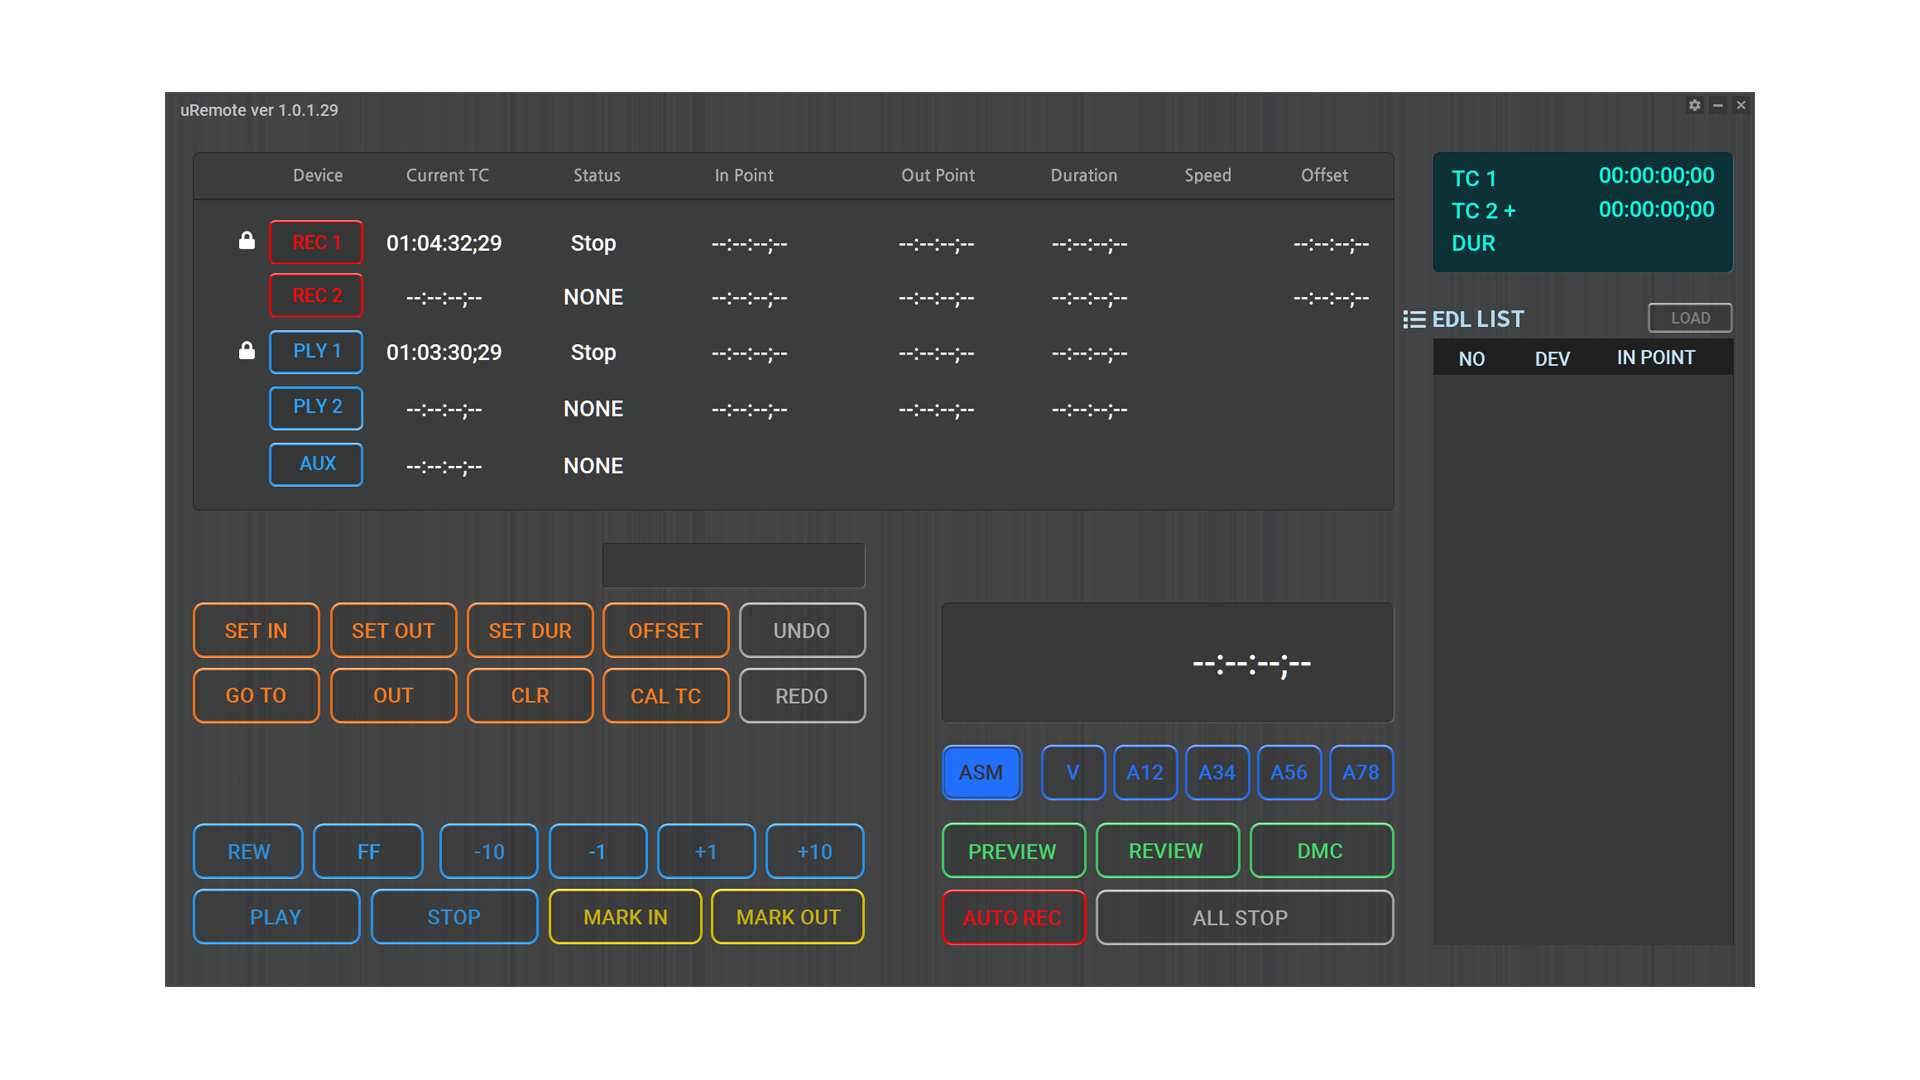 uRemote ver 1.0.1.29
Device Current TC Status In Point Out Point Duration Speed Offset
REC 1 01:04:32;29 Stop --:--:--;-- --:--:--;-- --:--:--;-- --:--:--;--
REC 2 --:--:--;-- NONE --:--:--;-- --:--:--;-- --:--:--;-- --:--:--;--
PLY 1 01:03:30;29 Stop --:--:--;-- --:--:--;-- --:--:--;--
PLY 2 --:--:--;-- NONE --:--:--;-- --:--:--;-- --:--:--;--
AUX --:--:--;-- NONE
TC 1 00:00:00;00
TC 2 + 00:00:00;00
DUR
EDL LIST LOAD
NO DEV IN POINT
SET IN SET OUT SET DUR OFFSET UNDO
GO TO OUT CLR CAL TC REDO
--:--:--;--
ASM V A12 A34 A56 A78
REW FF -10 -1 +1 +10
PLAY STOP MARK IN MARK OUT
PREVIEW REVIEW DMC
AUTO REC ALL STOP